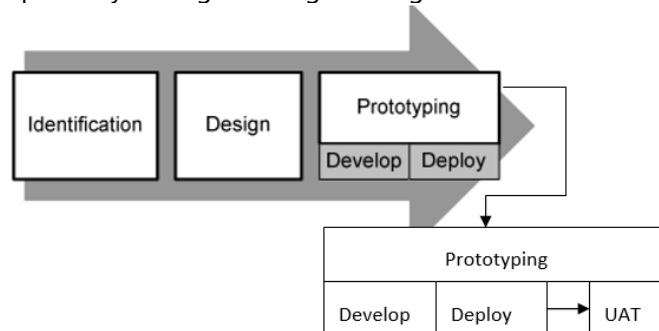 Identification
Design
Prototyping
Develop
Deploy
Prototyping
Develop
Deploy
UAT